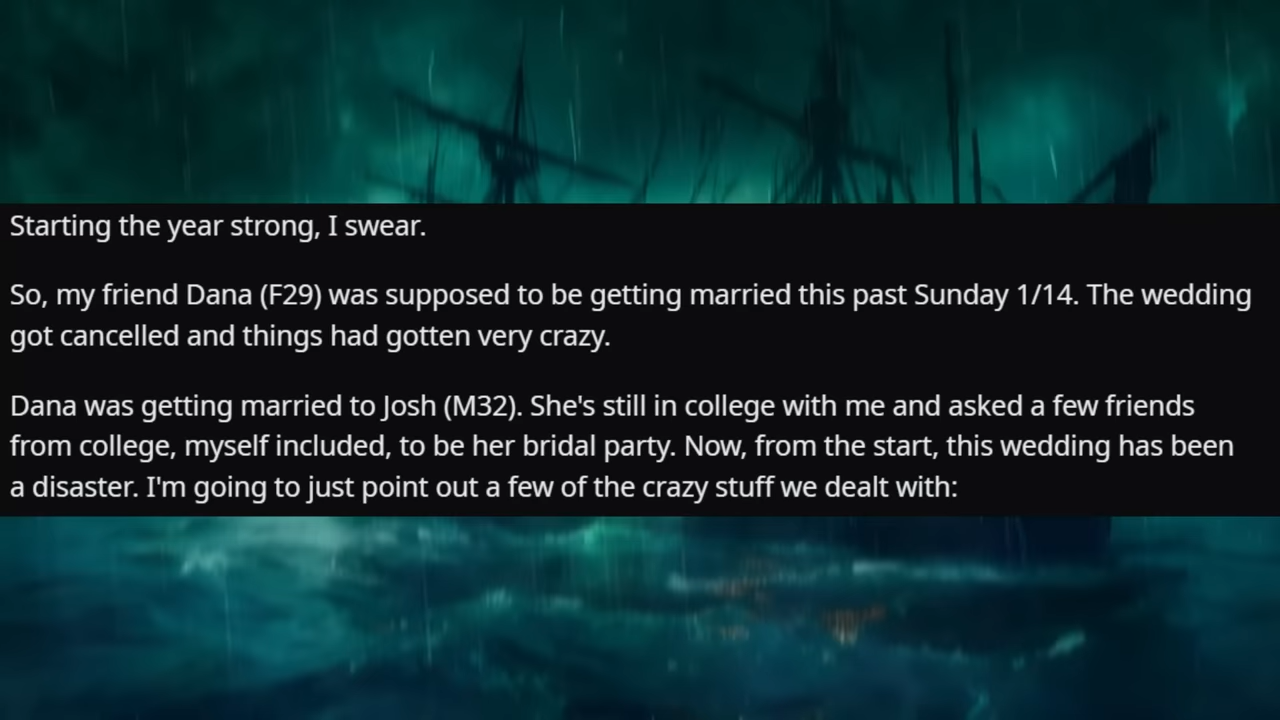 Starting the year strong, I swear.
So, my friend Dana (F29) was supposed to be getting married this past Sunday 1/14. The wedding
got cancelled and things had gotten very crazy.
Dana was getting married to Josh (M32). She's still in college with me and asked a few friends
from college, myself included, to be her bridal party. Now, from the start, this wedding has been
a disaster. I'm going to just point out a few of the crazy stuff we dealt with: